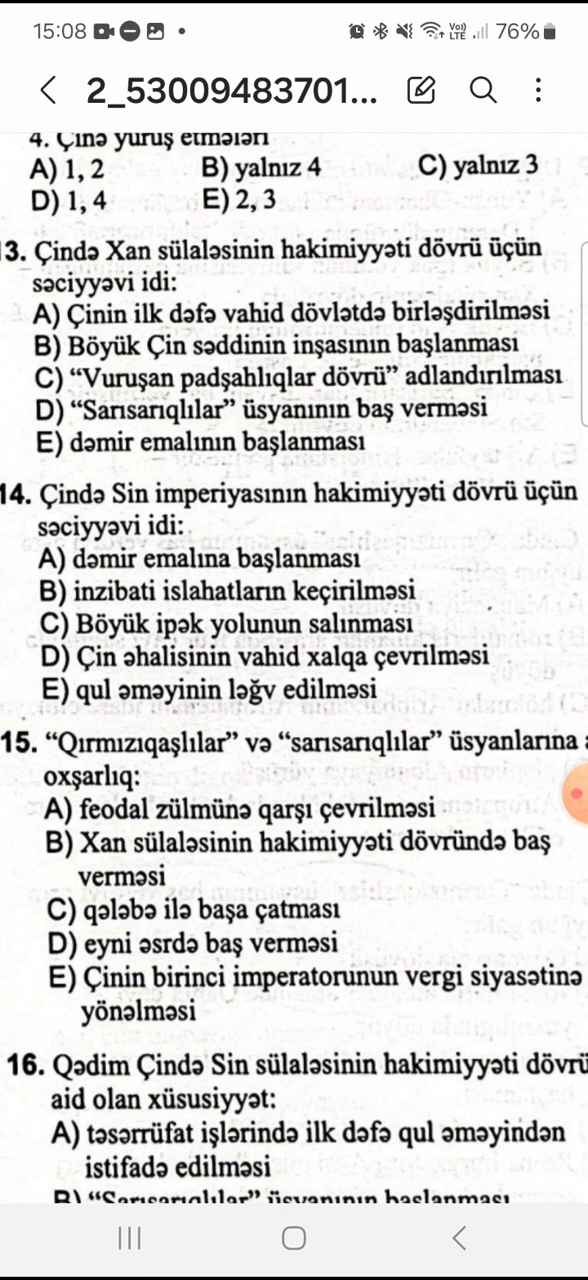 15:08
Vo)) LTE
76%
2_53009483701...
4. Çinə yürüş etmələri
A) 1, 2 B) yalnız 4 C) yalnız 3
D) 1, 4 E) 2, 3
13. Çində Xan sülaləsinin hakimiyyəti dövrü üçün
səciyyəvi idi:
A) Çinin ilk dəfə vahid dövlətdə birləşdirilməsi
B) Böyük Çin səddinin inşasının başlanması
C) “Vuruşan padşahlıqlar dövrü” adlandırılması
D) “Sarısarıqlılar” üsyanının baş verməsi
E) dəmir emalının başlanması
14. Çində Sin imperiyasının hakimiyyəti dövrü üçün
səciyyəvi idi:
A) dəmir emalına başlanması
B) inzibati islahatların keçirilməsi
C) Böyük ipək yolunun salınması
D) Çin əhalisinin vahid xalqa çevrilməsi
E) qul əməyinin ləğv edilməsi
15. “Qırmızıqaşlılar” və “sarısarıqlılar” üsyanlarına
oxşarlıq:
A) feodal zülmünə qarşı çevrilməsi
B) Xan sülaləsinin hakimiyyəti dövründə baş
verməsi
C) qələbə ilə başa çatması
D) eyni əsrdə baş verməsi
E) Çinin birinci imperatorunun vergi siyasətinə
yönəlməsi
16. Qədim Çində Sin sülaləsinin hakimiyyəti dövrü
aid olan xüsusiyyət:
A) təsərrüfat işlərində ilk dəfə qul əməyindən
istifadə edilməsi
B) “Sarısarıqlılar” üsyanının başlanması